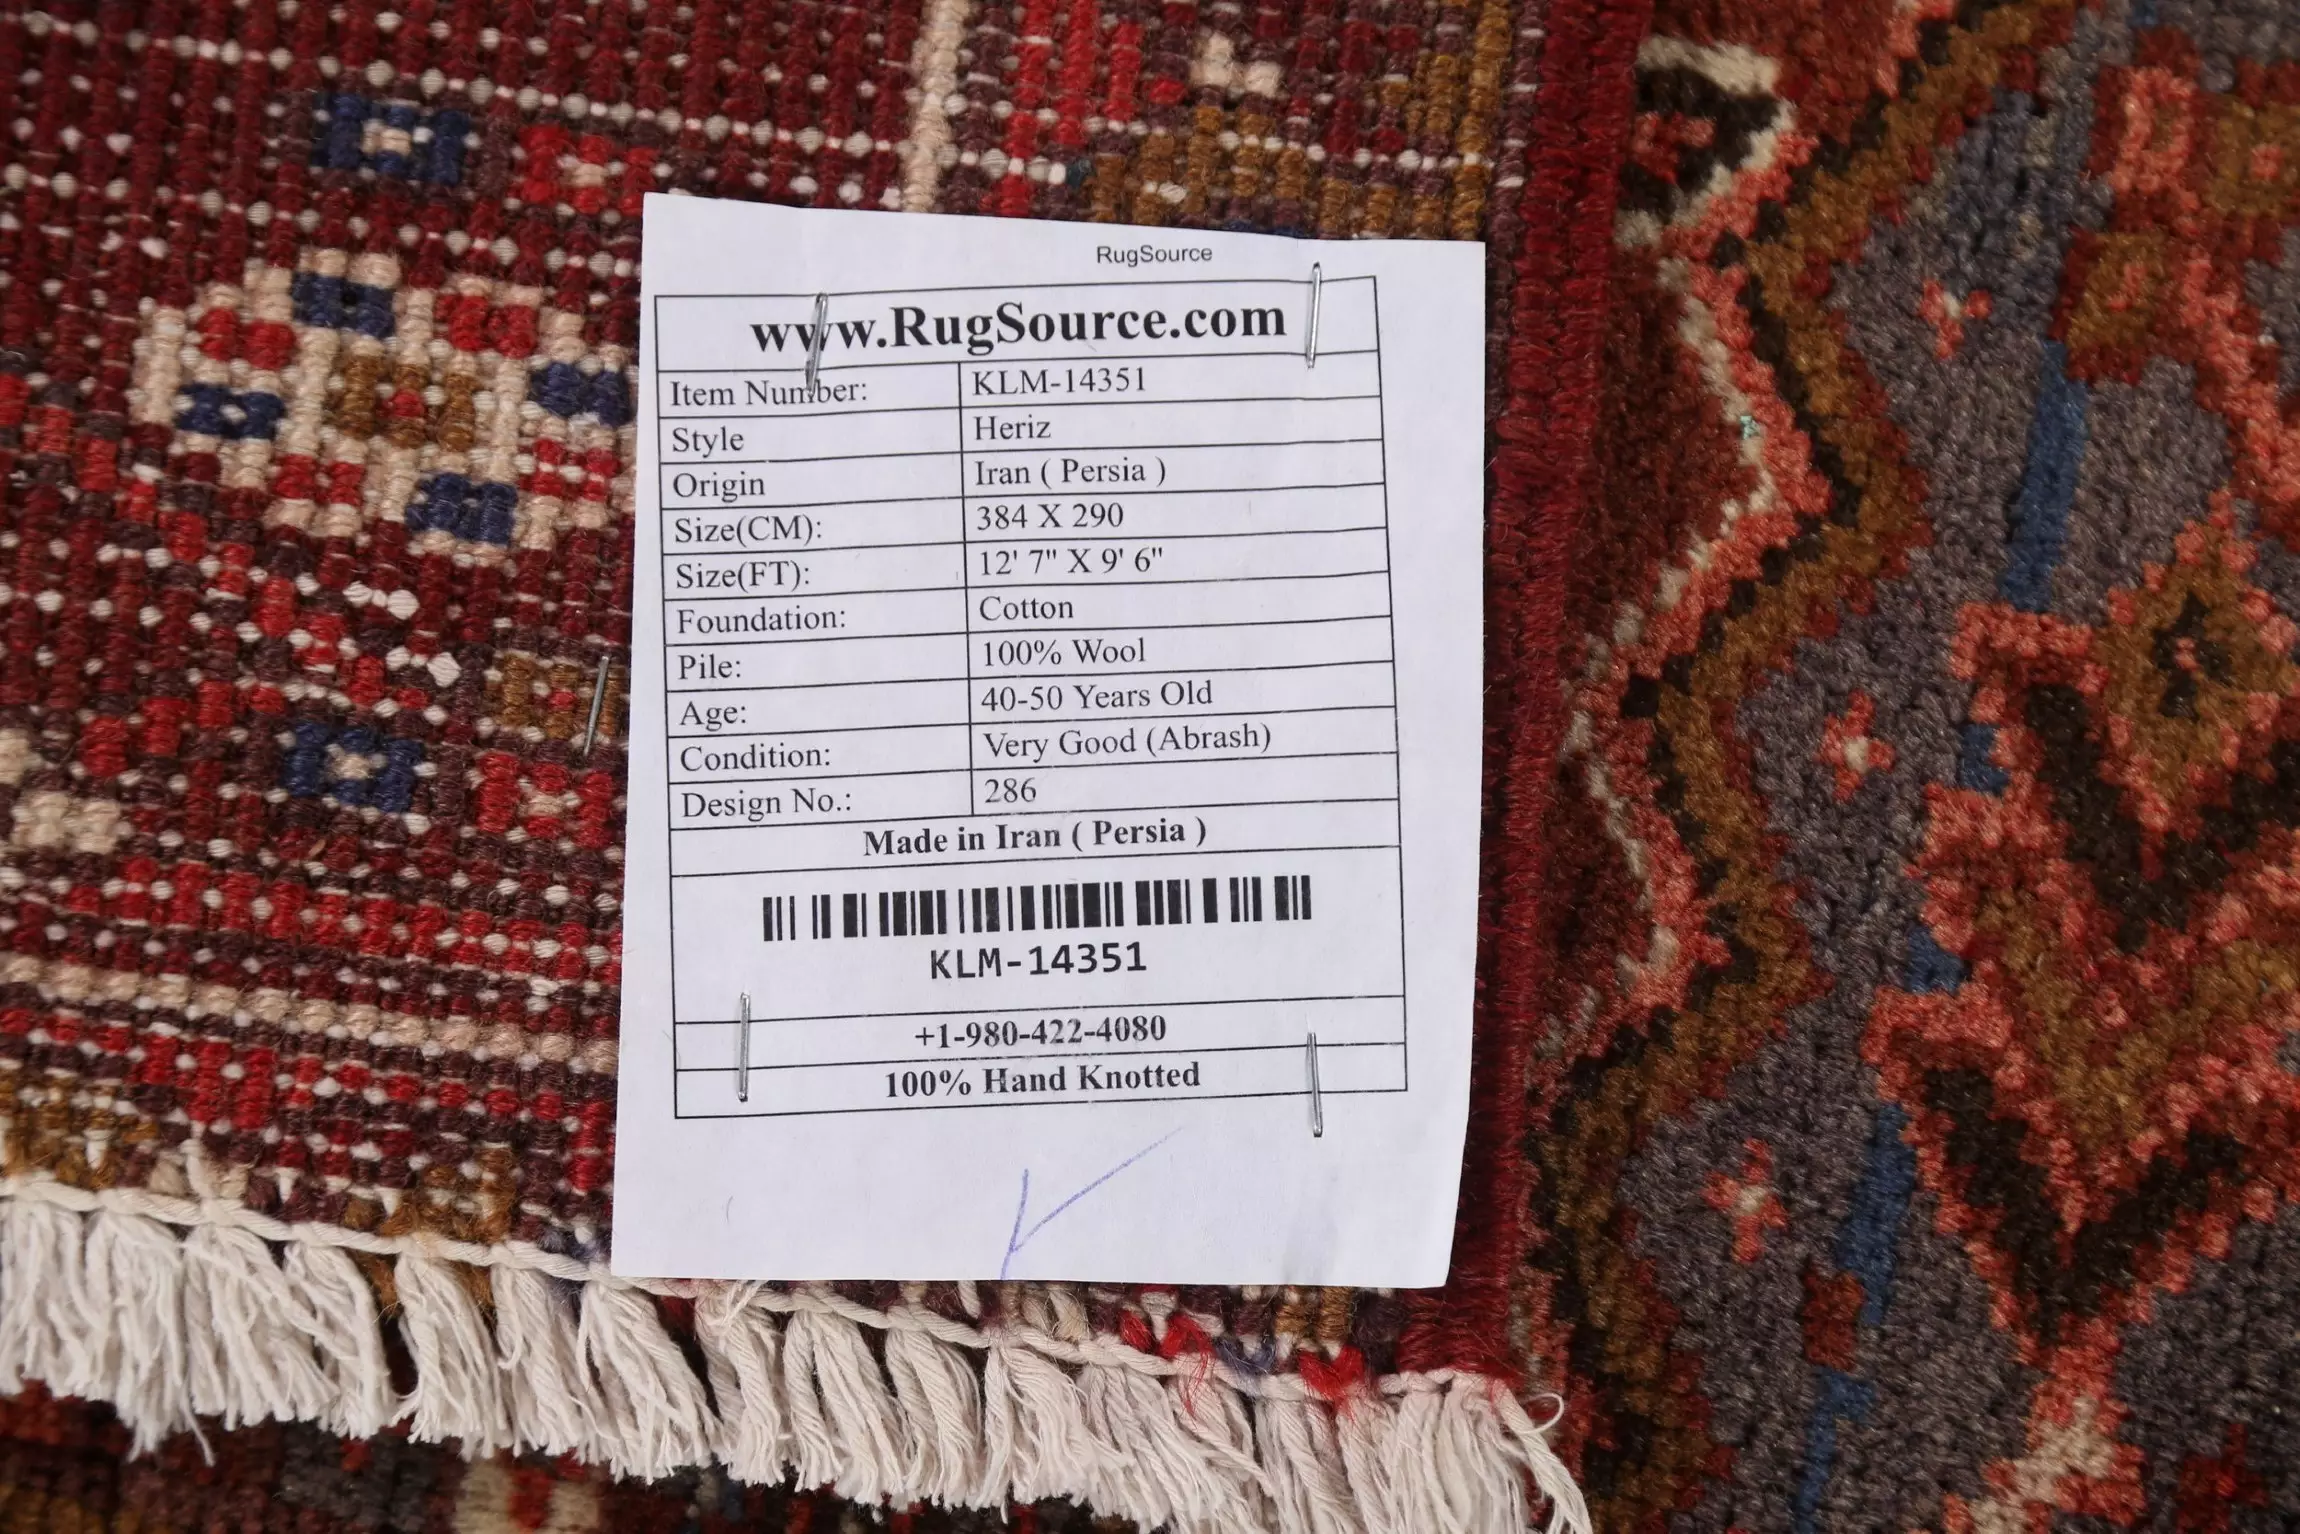 RugSource
www.RugSource.com
Item Number: KLM-14351
Style Heriz
Origin Iran ( Persia )
Size(CM): 384 X 290
Size(FT): 12' 7" X 9' 6"
Foundation: Cotton
Pile: 100% Wool
Age: 40-50 Years Old
Condition: Very Good (Abrash)
Design No.: 286
Made in Iran ( Persia )
KLM-14351
+1-980-422-4080
100% Hand Knotted